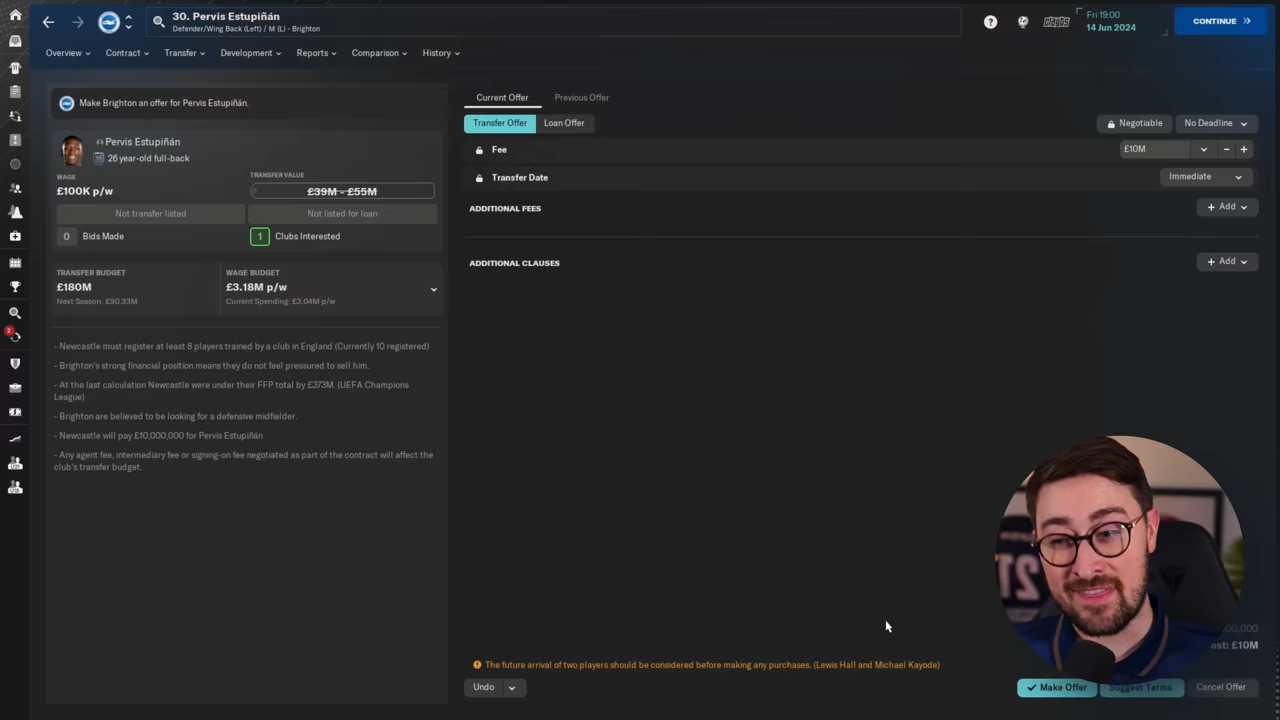 30. Pervis Estupiñán
Defender/Wing Back (Left) / M (L) - Brighton
Fri 19:00
14 Jun 2024
CONTINUE
Overview
Contract
Transfer
Development
Reports
Comparison
History
Make Brighton an offer for Pervis Estupiñán.
Pervis Estupiñán
26 year-old full-back
WAGE
£100K p/w
TRANSFER VALUE
£39M - £55M
Not transfer listed
Not listed for loan
0 Bids Made
1 Clubs Interested
TRANSFER BUDGET
£180M
Next Season: £90.33M
WAGE BUDGET
£3.18M p/w
Current Spending: £3.04M p/w
- Newcastle must register at least 8 players trained by a club in England (Currently 10 registered)
- Brighton's strong financial position means they do not feel pressured to sell him.
- At the last calculation Newcastle were under their FFP total by £373M. (UEFA Champions
League)
- Brighton are believed to be looking for a defensive midfielder.
- Newcastle will pay £10,000,000 for Pervis Estupiñán.
- Any agent fee, intermediary fee or signing-on fee negotiated as part of the contract will affect the
club's transfer budget.
Current Offer
Previous Offer
Transfer Offer
Loan Offer
Negotiable
No Deadline
Fee
£10M
Transfer Date
Immediate
ADDITIONAL FEES
+ Add
ADDITIONAL CLAUSES
+ Add
The future arrival of two players should be considered before making any purchases. (Lewis Hall and Michael Kayode)
Undo
£10M
Make Offer
Suggest Terms
Cancel Offer
2